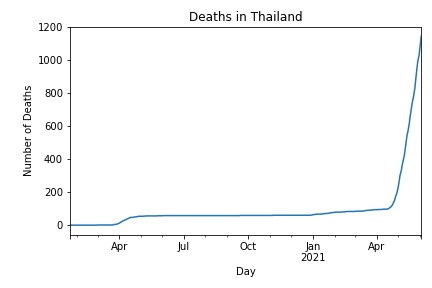 Deaths in Thailand
1200
1000
800
600
400
200
0
Number of Deaths
Apr
Jul
Oct
Jan
2021
Apr
Day